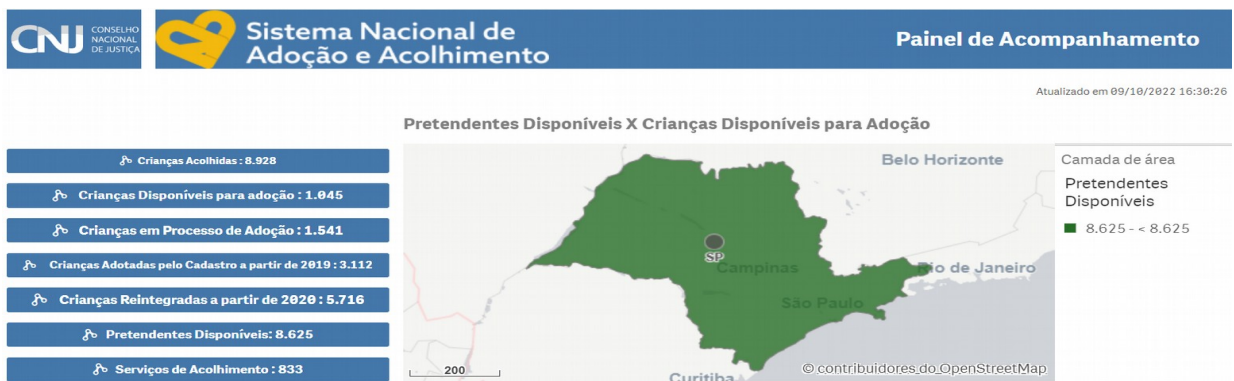 CNJ
CONSELHO
NACIONAL
DE JUSTIÇA
Sistema Nacional de
Adoção e Acolhimento
Painel de Acompanhamento
Atualizado em 09/10/2022 16:30:26
Pretendentes Disponíveis X Crianças Disponíveis para Adoção
Crianças Acolhidas : 8.928
Crianças Disponíveis para adoção : 1.045
Crianças em Processo de Adoção : 1.541
Crianças Adotadas pelo Cadastro a partir de 2019 : 3.112
Crianças Reintegradas a partir de 2020 : 5.716
Pretendentes Disponíveis: 8.625
Serviços de Acolhimento : 833
Belo Horizonte
SP
Campinas
Rio de Janeiro
São Paulo
Curitiba
200
© contribuidores do OpenStreetMap
Camada de área
Pretendentes
Disponíveis
8.625 - < 8.625